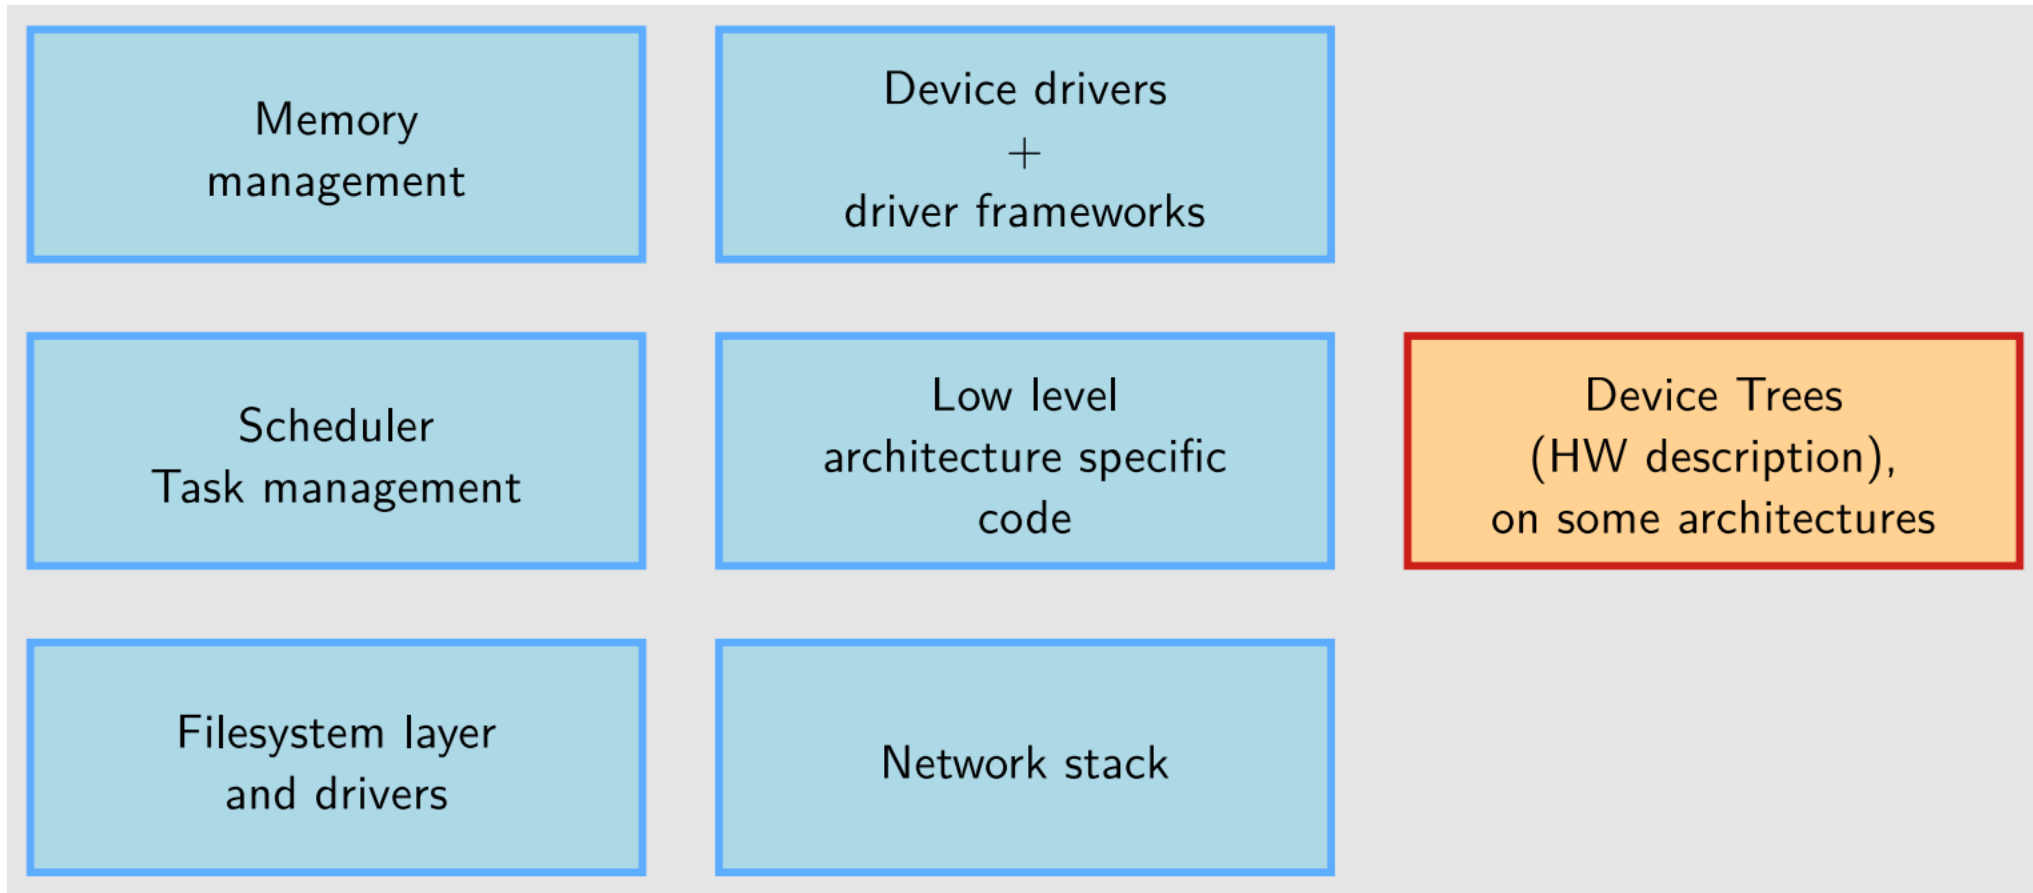 Memory
management
Device drivers
+
driver frameworks
Scheduler
Task management
Low level
architecture specific
code
Device Trees
(HW description),
on some architectures
Filesystem layer
and drivers
Network stack